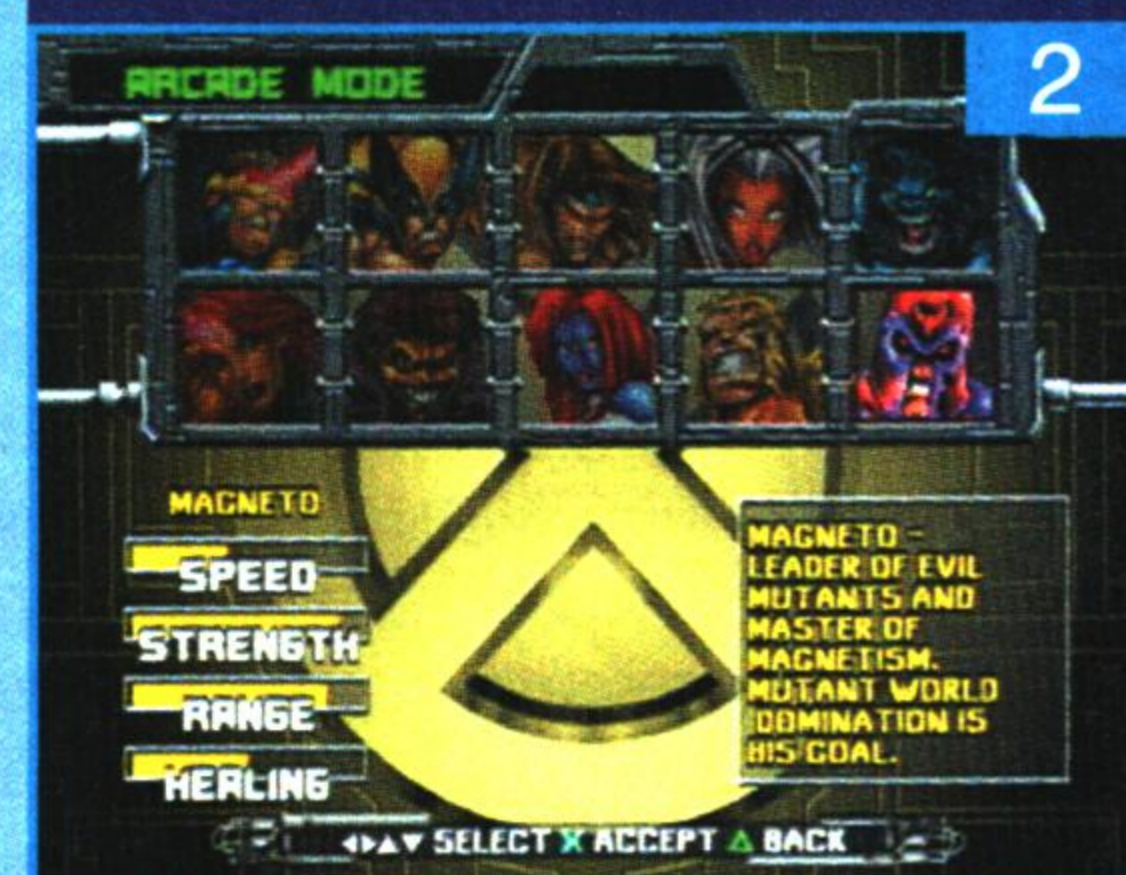 2
ARCADE MODE
MAGNETO
SPEED
STRENGTH
RANGE
HEALING
MAGNETO -
LEADER OF EVIL
MUTANTS AND
MASTER OF
MAGNETISM.
MUTANT WORLD
DOMINATION IS
HIS GOAL.
◄►▲▼ SELECT X ACCEPT △ BACK